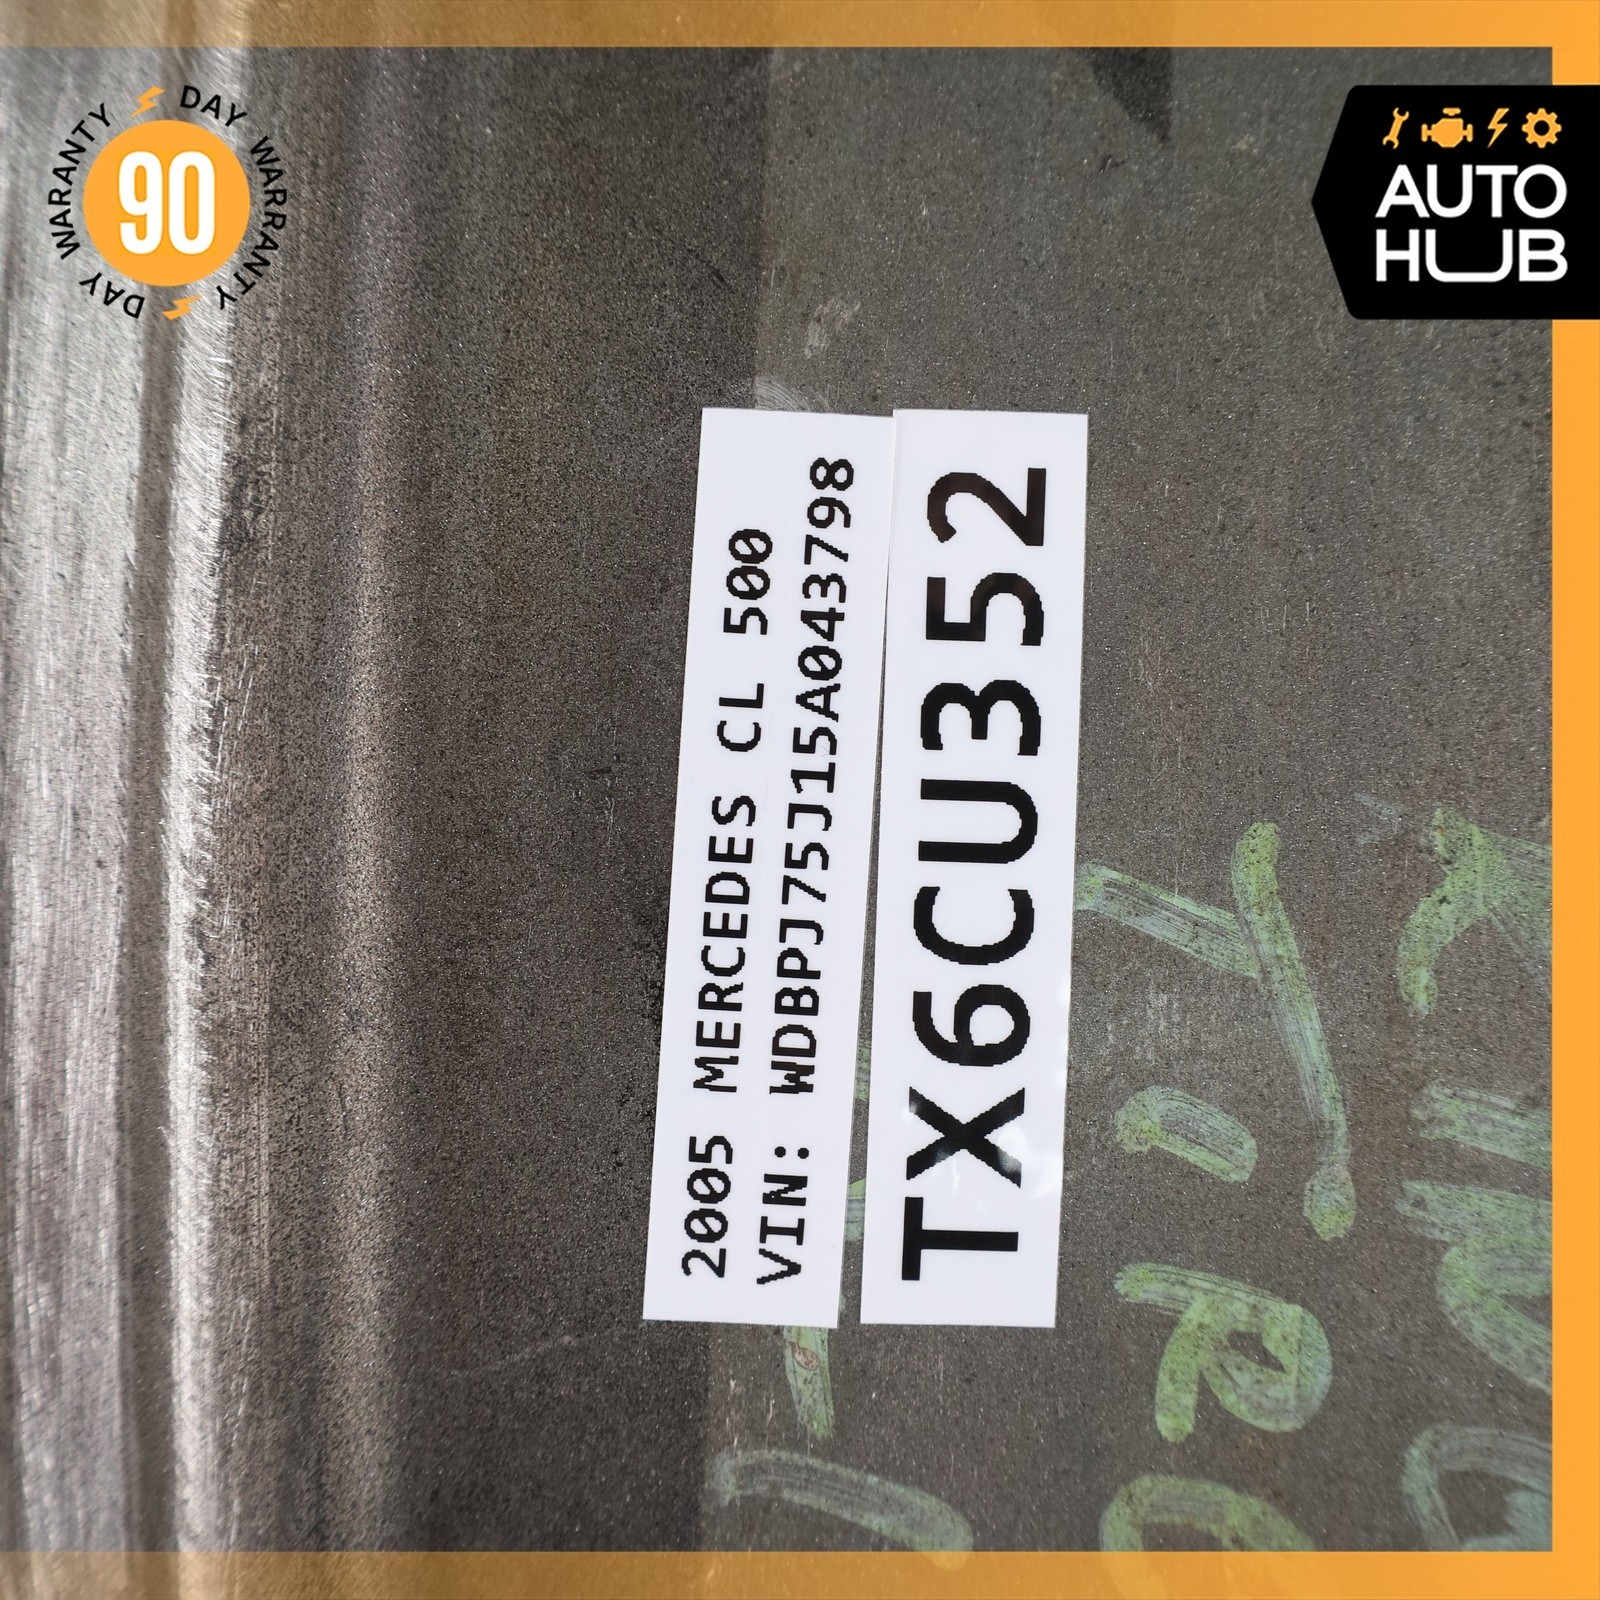 DAY WARRANTY
DAY WARRANTY
90
AUTO
HUB
2005 MERCEDES CL 500
VIN: WDBPJ75J15A043798
TX6CU352